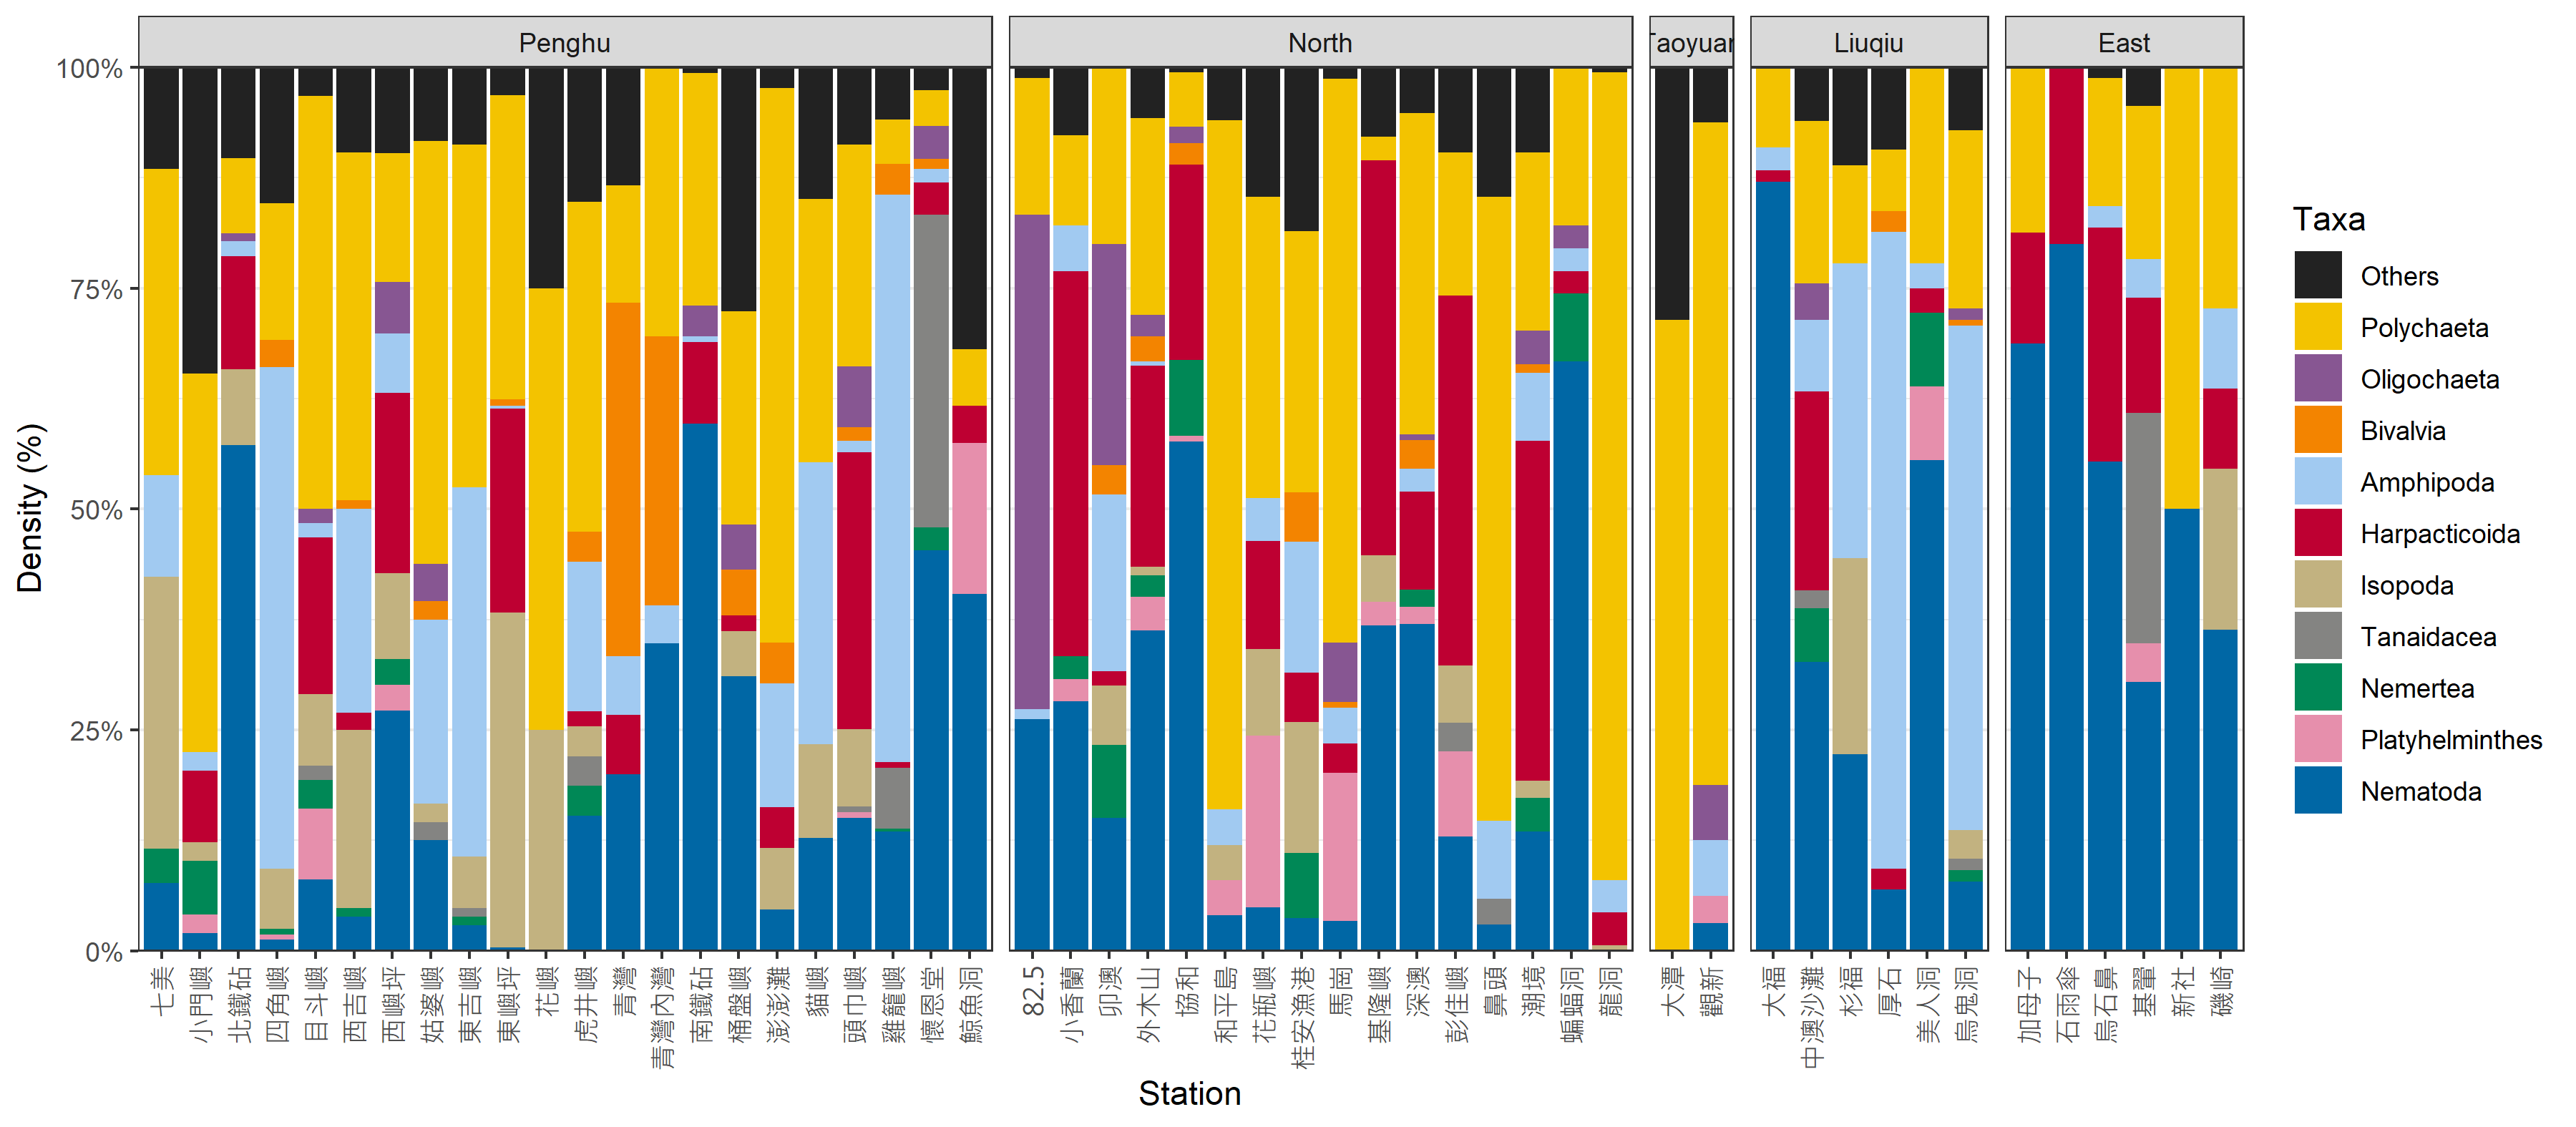 Penghu
North
Taoyuan
Liuqiu
East
Density (%)
100%
75%
50%
25%
0%
七美
小門嶼
北鐵砧
四角嶼
目斗嶼
西吉嶼
西嶼坪
姑婆嶼
東吉嶼
東嶼坪
花嶼
虎井嶼
青灣
青灣內灣
南鐵砧
桶盤嶼
澎澎灘
貓嶼
頭巾嶼
雞籠嶼
懷恩堂
鯨魚洞
82.5
小香蘭
卯澳
外木山
協和
和平島
花瓶嶼
桂安漁港
馬崗
基隆嶼
深澳
彭佳嶼
鼻頭
潮境
蝙蝠洞
龍洞
大潭
觀新
大福
中澳沙灘
杉福
厚石
美人洞
烏鬼洞
加母子
石雨傘
烏石鼻
基翬
新社
磯崎
Station
Taxa
Others
Polychaeta
Oligochaeta
Bivalvia
Amphipoda
Harpacticoida
Isopoda
Tanaidacea
Nemertea
Platyhelminthes
Nematoda